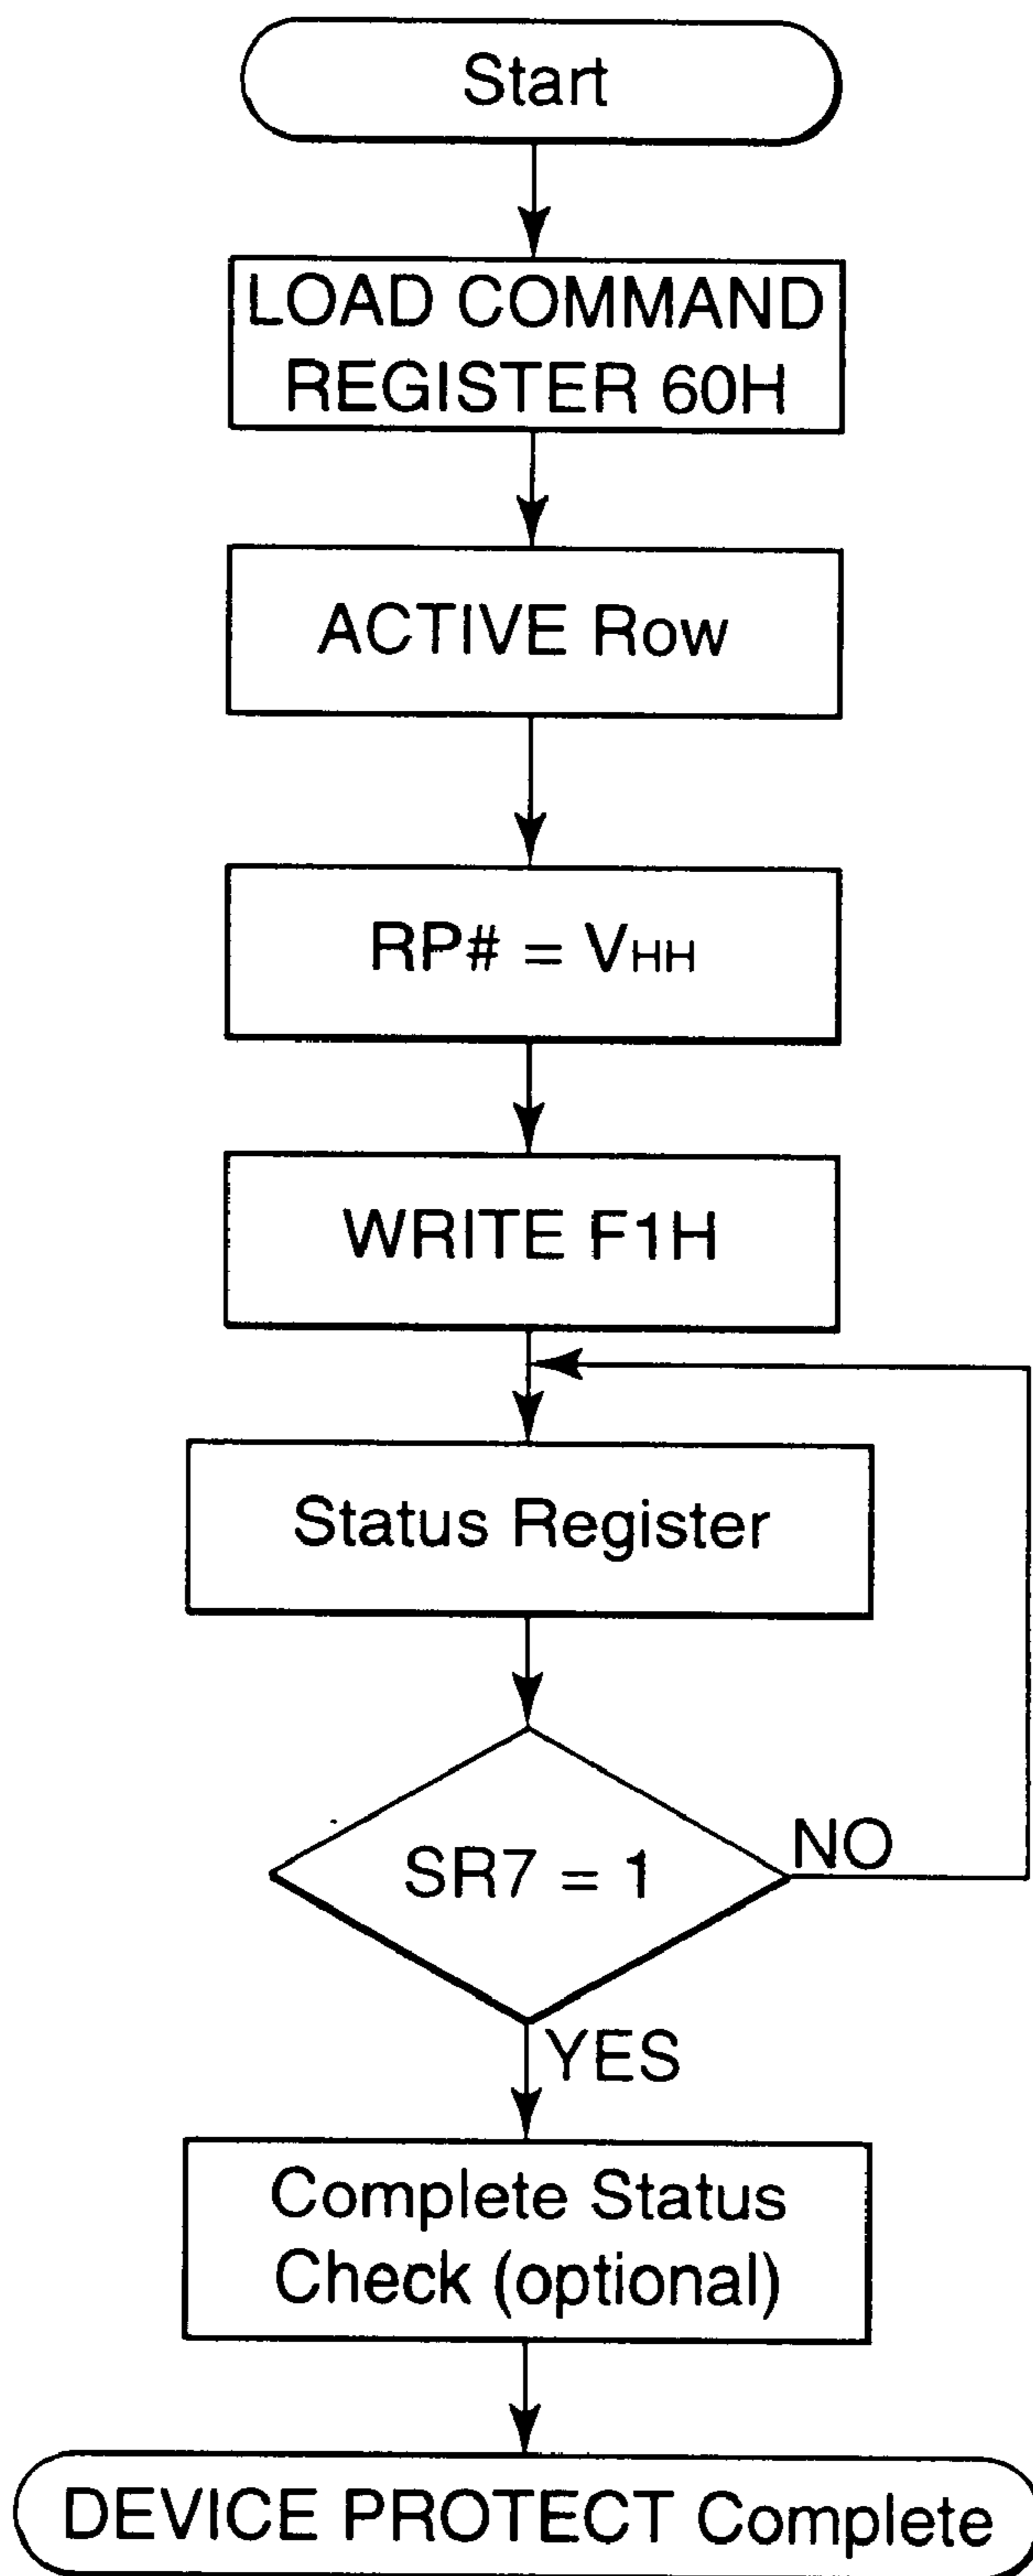 Start
LOAD COMMAND
REGISTER 60H
ACTIVE Row
RP# = VHH
WRITE F1H
Status Register
SR7 = 1
NO
YES
Complete Status
Check (optional)
DEVICE PROTECT Complete